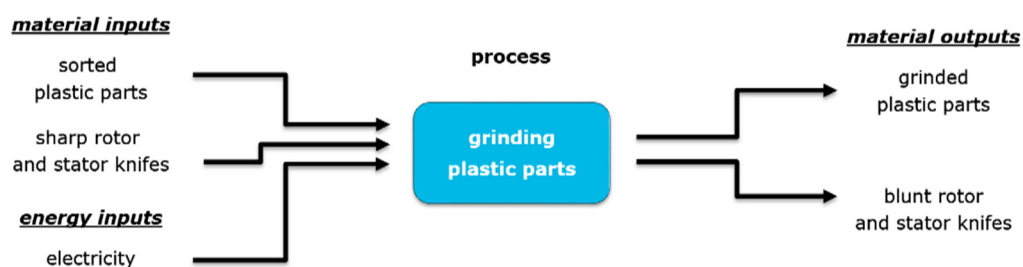 material inputs
sorted
plastic parts
sharp rotor
and stator knifes
energy inputs
electricity
process
grinding
plastic parts
material outputs
grinded
plastic parts
blunt rotor
and stator knifes